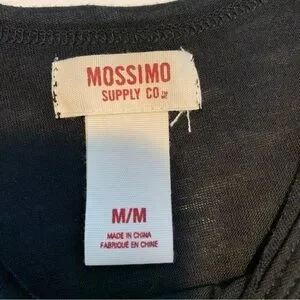 MOSSIMO
SUPPLY CO.
M/M
MADE IN CHINA
FABRIQUÉ EN CHINE